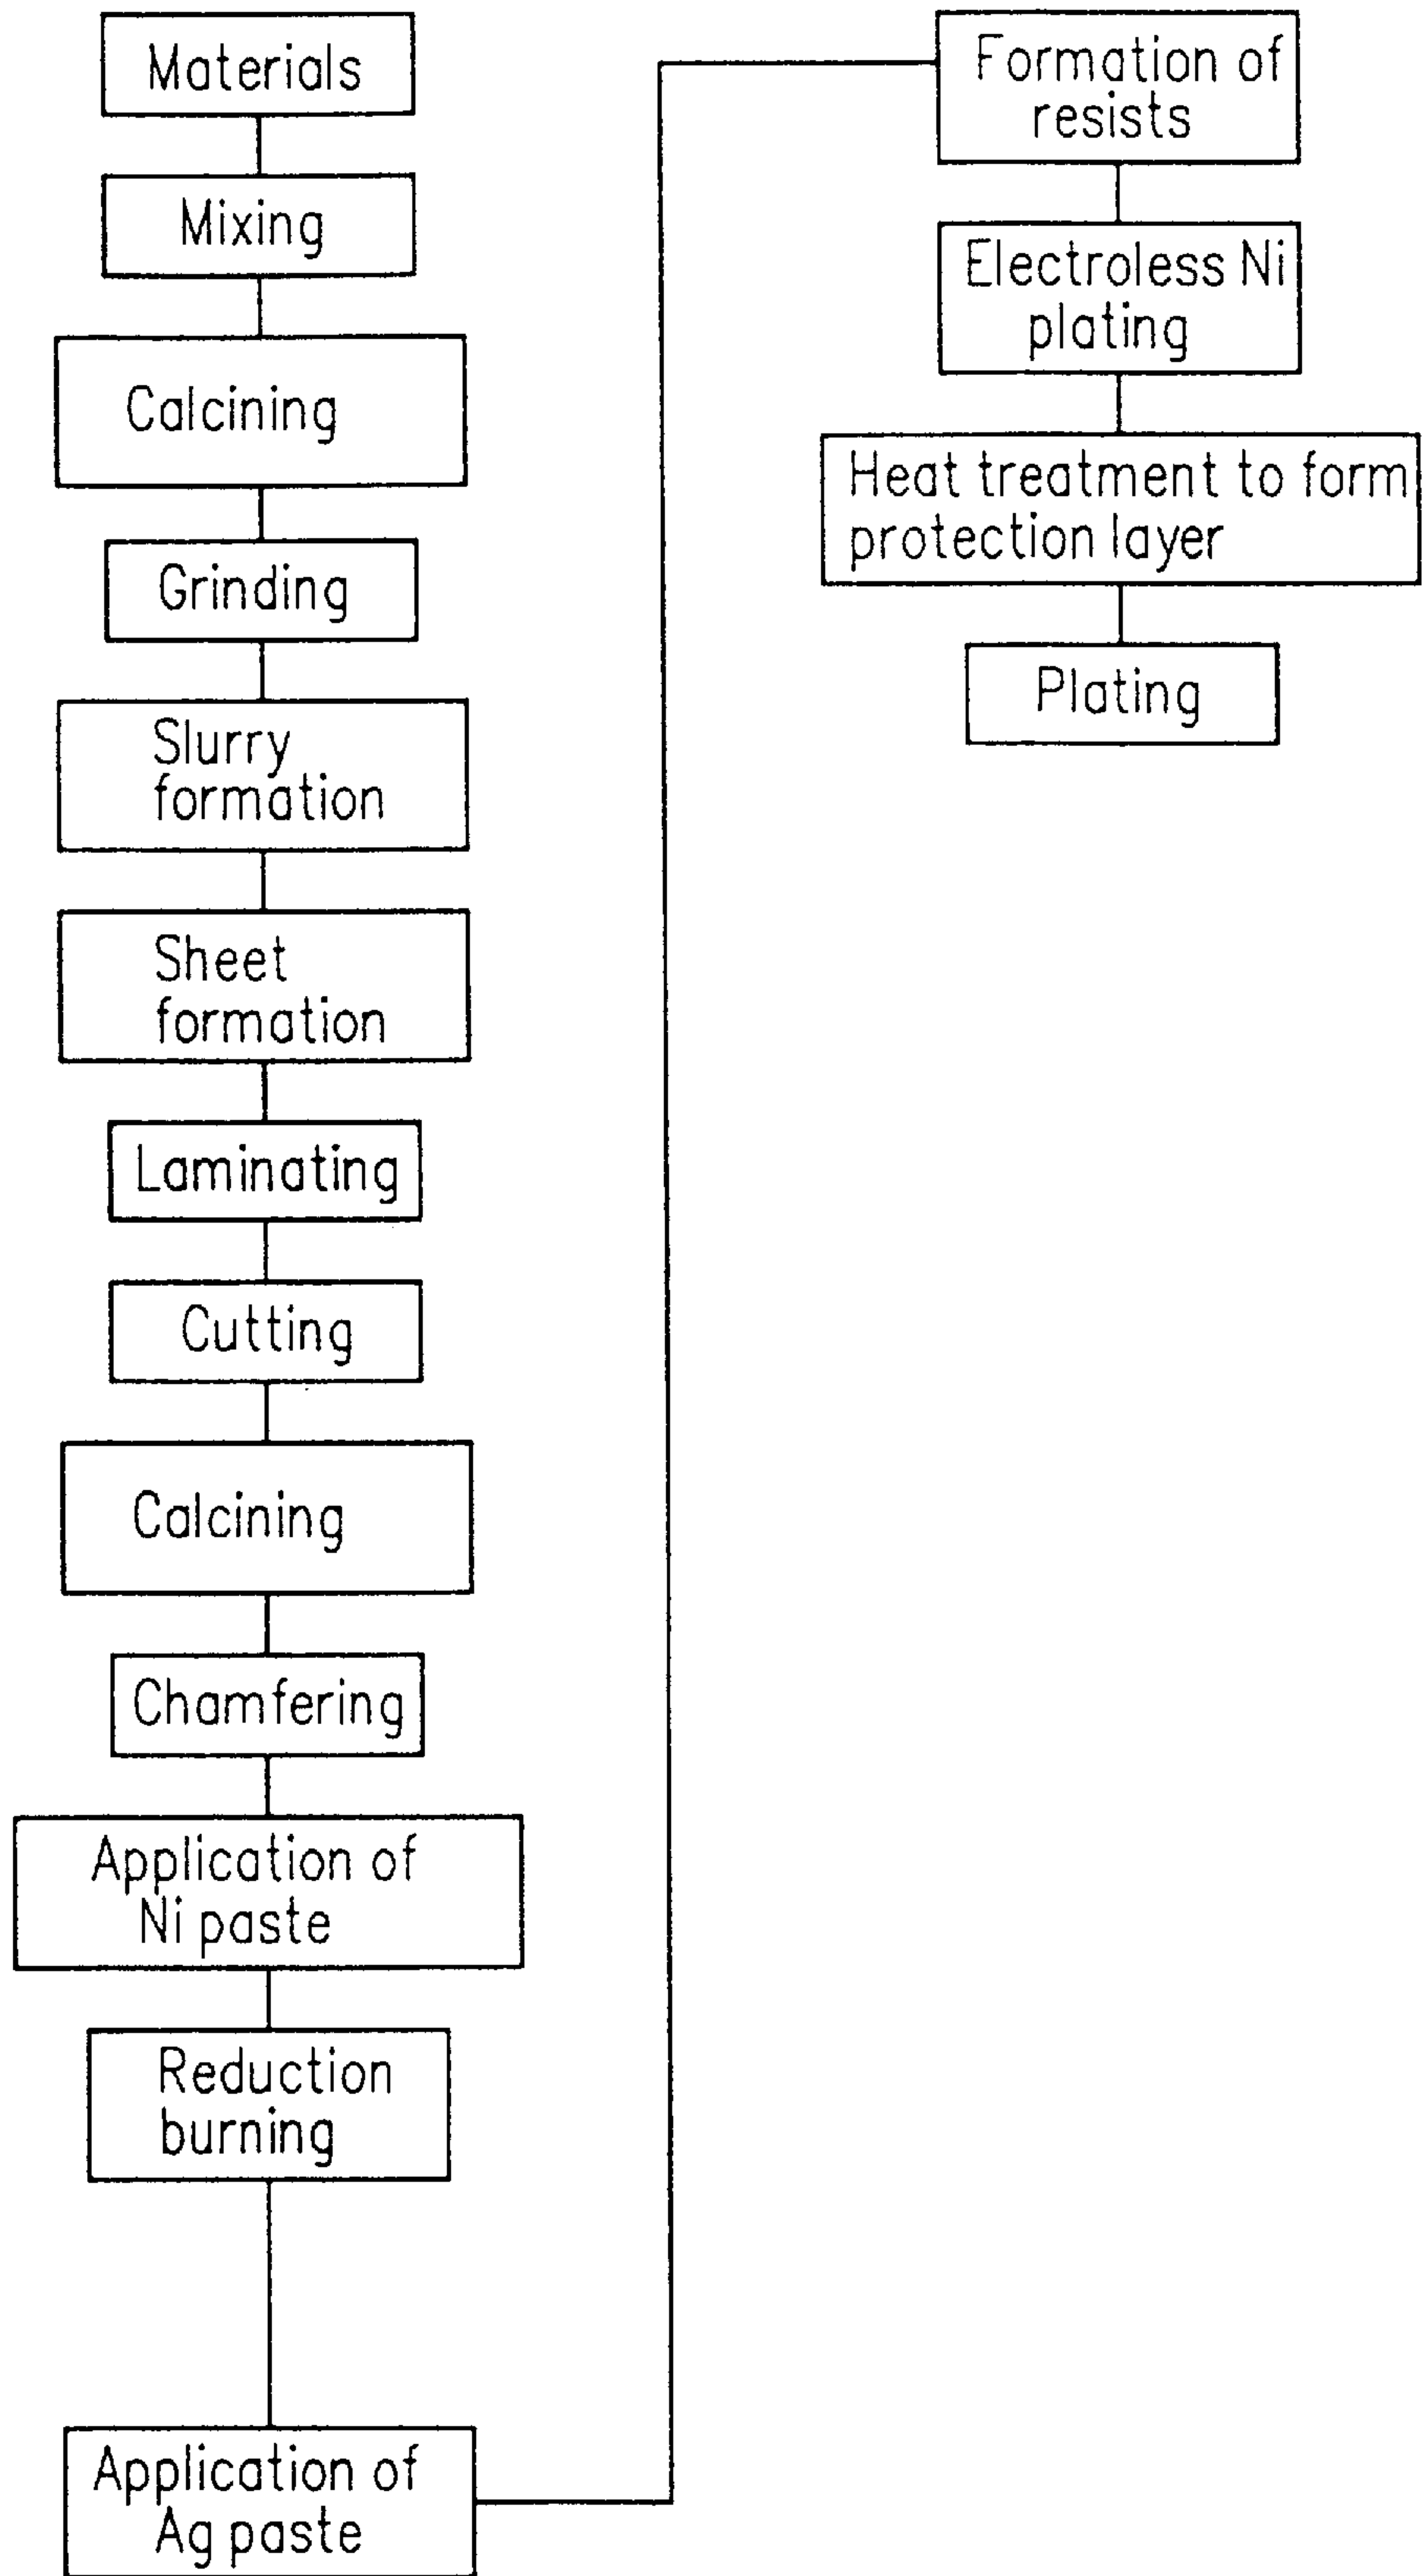 Materials
Mixing
Calcining
Grinding
Slurry
formation
Sheet
formation
Laminating
Cutting
Calcining
Chamfering
Application of
Ni paste
Reduction
burning
Application of
Ag paste
Formation of
resists
Electroless Ni
plating
Heat treatment to form
protection layer
Plating